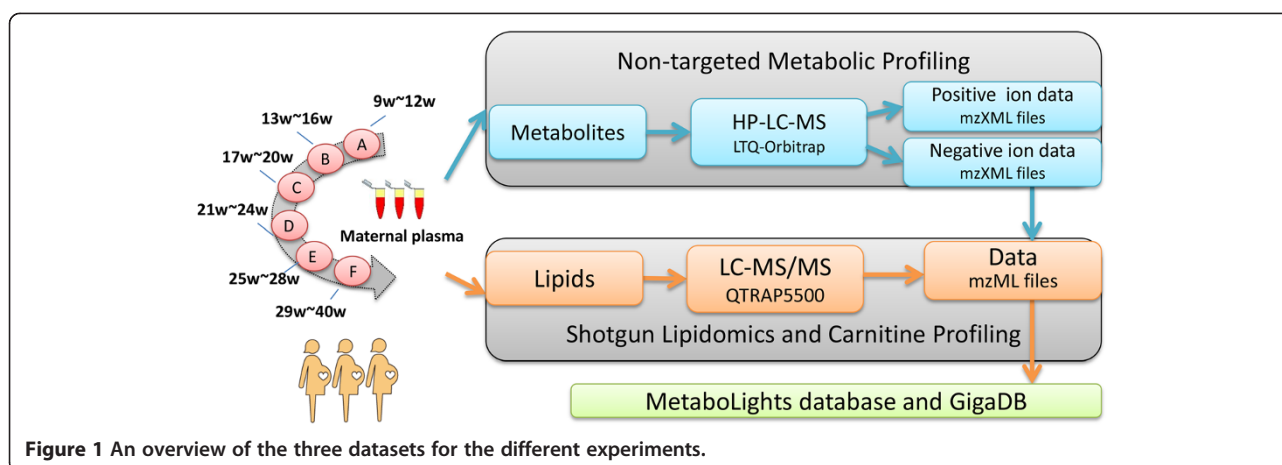 Non-targeted Metabolic Profiling
9w~12w
13w~16w
17w~20w
21w~24w
25w~28w
29w~40w
A
B
C
D
E
F
Maternal plasma
Metabolites
HP-LC-MS
LTQ-Orbitrap
Positive ion data
mzXML files
Negative ion data
mzXML files
Lipids
LC-MS/MS
QTRAP5500
Data
mzML files
Shotgun Lipidomics and Carnitine Profiling
MetaboLights database and GigaDB
Figure 1 An overview of the three datasets for the different experiments.